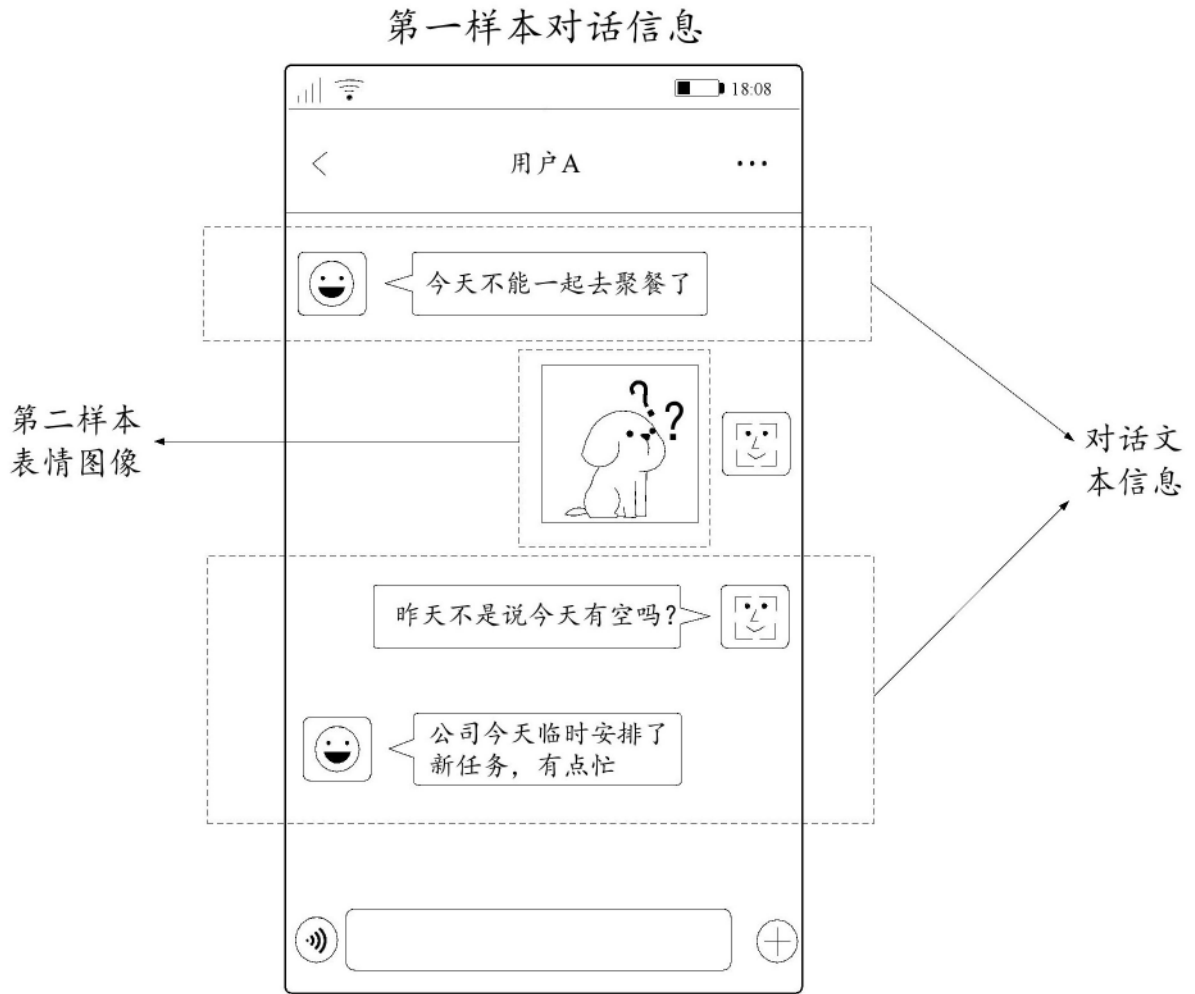 第一样本对话信息
18:08
用户A
今天不能一起去聚餐了
? ?
第二样本
表情图像
对话文
本信息
昨天不是说今天有空吗?
公司今天临时安排了
新任务，有点忙